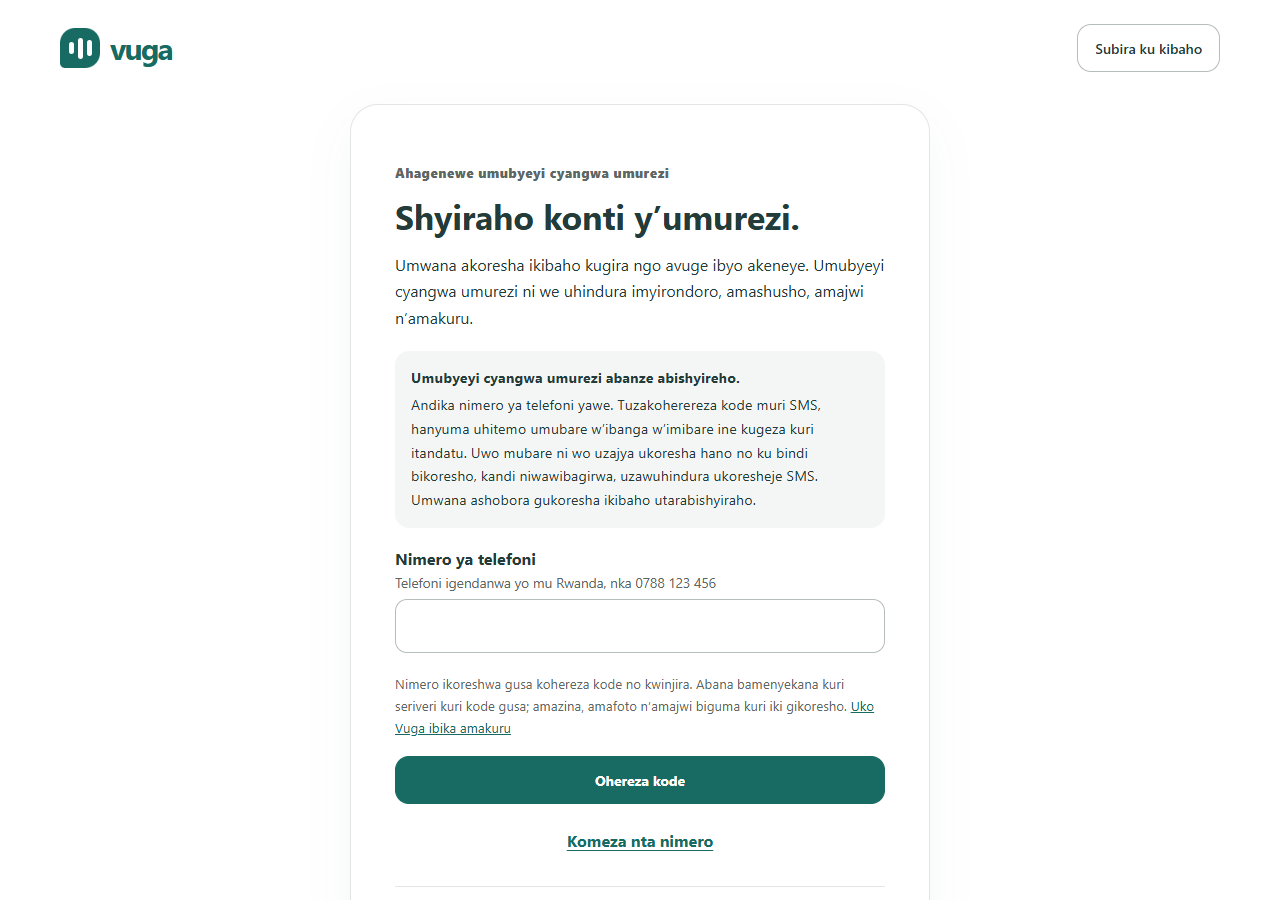 vuga
Subira ku kibaho
Ahagenewe umubyeyi cyangwa umurezi
Shyiraho konti y’umurezi.
Umwana akoresha ikibaho kugira ngo avuge ibyo akeneye. Umubyeyi
cyangwa umurezi ni we uhindura imyirondoro, amashusho, amajwi
n’amakuru.
Umubyeyi cyangwa umurezi abanze abishyireho.
Andika nimero ya telefoni yawe. Tuzakoherereza kode muri SMS,
hanyuma uhitemo umubare w’ibanga w’imibare ine kugeza kuri
itandatu. Uwo mubare ni wo uzajya ukoresha hano no ku bindi
bikoresho, kandi niwawibagirwa, uzawuhindura ukoresheje SMS.
Umwana ashobora gukoresha ikibaho utarabishyiraho.
Nimero ya telefoni
Telefoni igendanwa yo mu Rwanda, nka 0788 123 456
Nimero ikoreshwa gusa kohereza kode no kwinjira. Abana bamenyekana kuri
seriveri kuri kode gusa; amazina, amafoto n’amajwi biguma kuri iki gikoresho. Uko
Vuga ibika amakuru
Ohereza kode
Komeza nta nimero